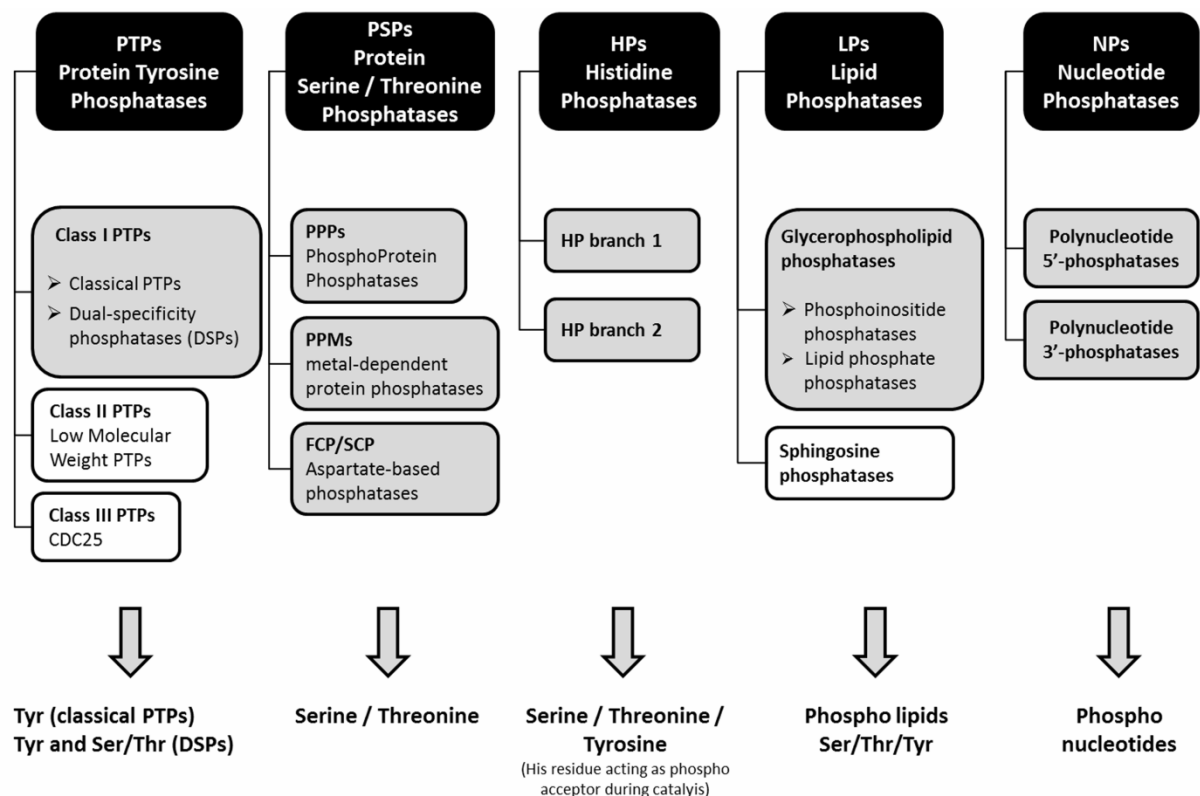 PTPs
Protein Tyrosine
Phosphatases
PSPs
Protein
Serine / Threonine
Phosphatases
HPs
Histidine
Phosphatases
LPs
Lipid
Phosphatases
NPs
Nucleotide
Phosphatases
Class I PTPs
➢ Classical PTPs
➢ Dual-specificity
phosphatases (DSPs)
Class II PTPs
Low Molecular
Weight PTPs
Class III PTPs
CDC25
PPPs
PhosphoProtein
Phosphatases
PPMs
metal-dependent
protein phosphatases
FCP/SCP
Aspartate-based
phosphatases
HP branch 1
HP branch 2
Glycerophospholipid
phosphatases
➢ Phosphoinositide
phosphatases
➢ Lipid phosphate
phosphatases
Sphingosine
phosphatases
Polynucleotide
5’-phosphatases
Polynucleotide
3’-phosphatases
Tyr (classical PTPs)
Tyr and Ser/Thr (DSPs)
Serine / Threonine
Serine / Threonine /
Tyrosine
(His residue acting as phospho
acceptor during catalyis)
Phospho lipids
Ser/Thr/Tyr
Phospho
nucleotides